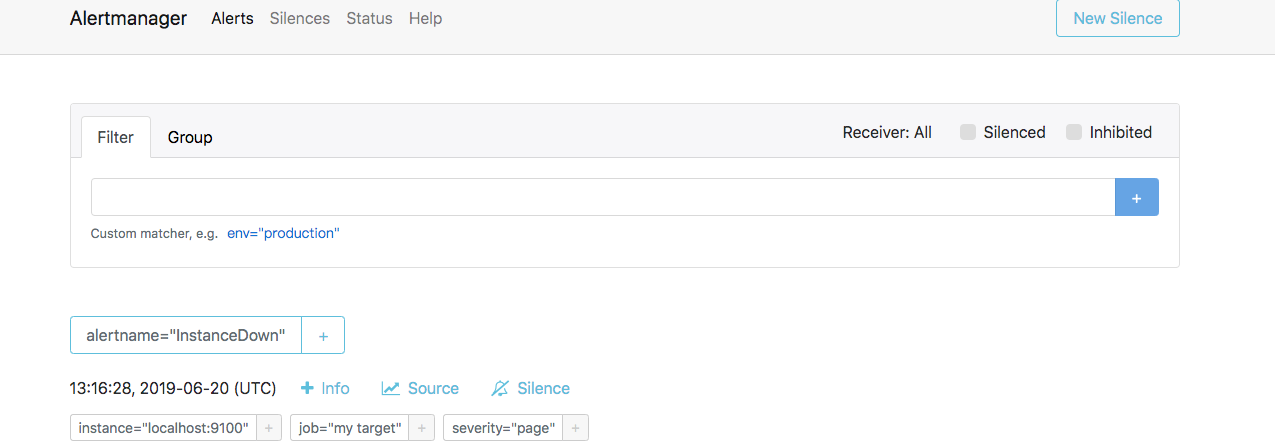 Alertmanager Alerts Silences Status Help New Silence
Filter Group Receiver: All Silenced Inhibited
+
Custom matcher, e.g. env="production"
alertname="InstanceDown" +
13:16:28, 2019-06-20 (UTC) + Info Source Silence
instance="localhost:9100" + job="my target" + severity="page" +